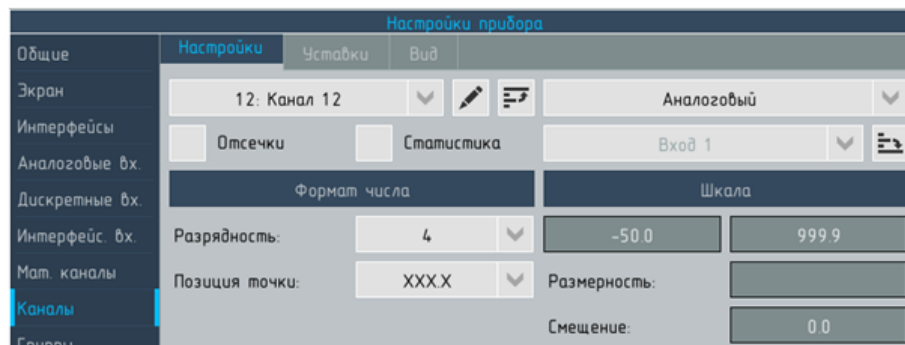 Настройки прибора
Общие
Экран
Интерфейсы
Аналоговые вх.
Дискретные вх.
Интерфейс. вх.
Мат. каналы
Каналы
Группы
Настройки Уставки Вид
12: Канал 12 Аналоговый
Отсечки Статистика Вход 1
Формат числа Шкала
Разрядность: 4 -50.0 999.9
Позиция точки: XXX.X Размерность:
Смещение: 0.0